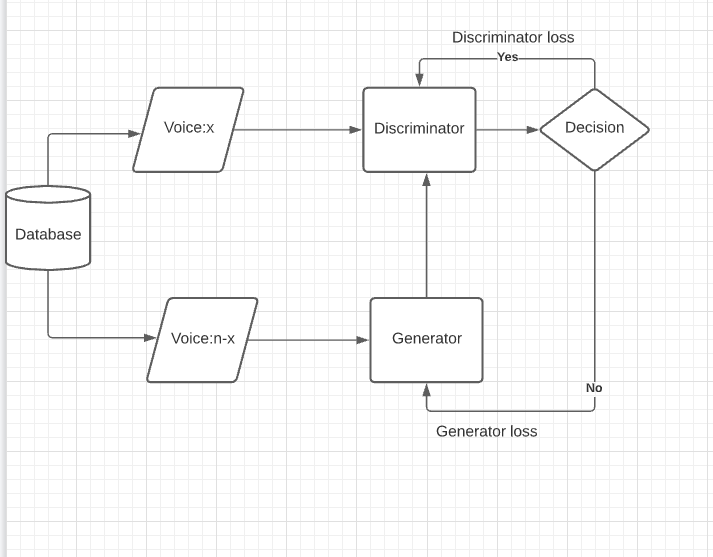 Discriminator loss
Yes
Voice:x
Discriminator
Decision
Database
Voice:n-x
Generator
No
Generator loss